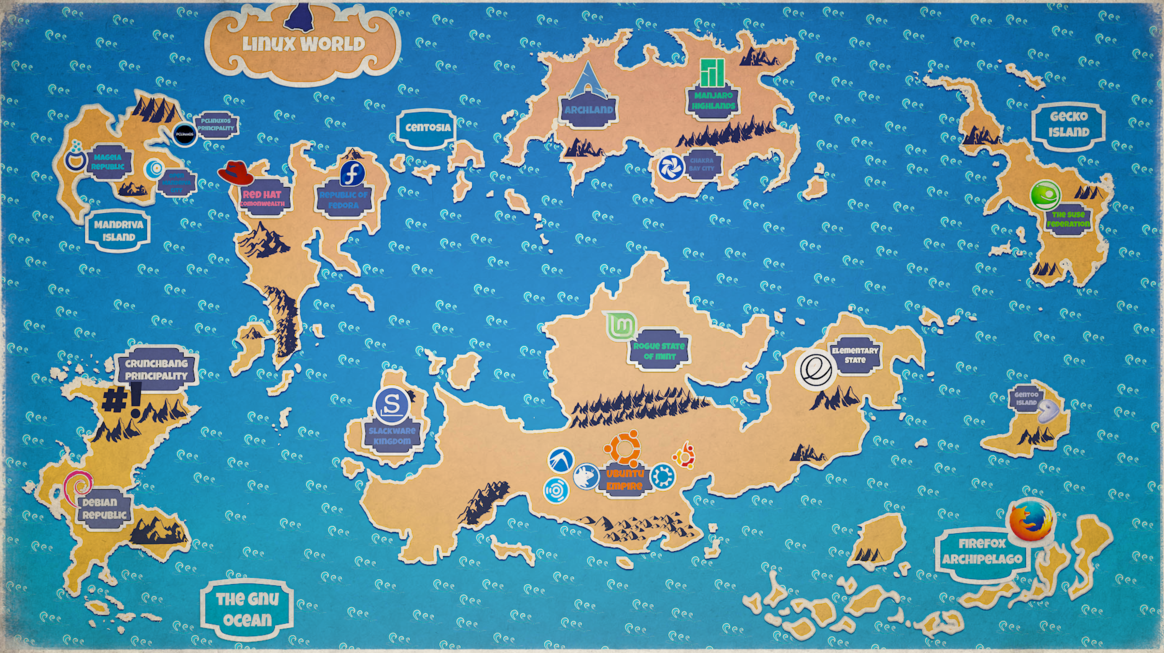 LINUX WORLD
ARCHLAND
MANJARO
HIGHLANDS
GECKO
ISLAND
PCLINUXOS
PRINCIPALITY
CENTOSIA
MAGEIA
REPUBLIC
RED HAT
REPUBLIC OF
FEDORA
CHAKRA
BAY CITY
THE SUSE
FEDERATION
MANDRIVA
ISLAND
ROGUE STATE
OF MINT
ELEMENTARY
STATE
CRUNCHBANG
PRINCIPALITY
#!
S
SLACKWARE
KINGDOM
GENTOO
ISLAND
UBUNTU
EMPIRE
DEBIAN
REPUBLIC
FIREFOX
ARCHIPELAGO
THE GNU
OCEAN